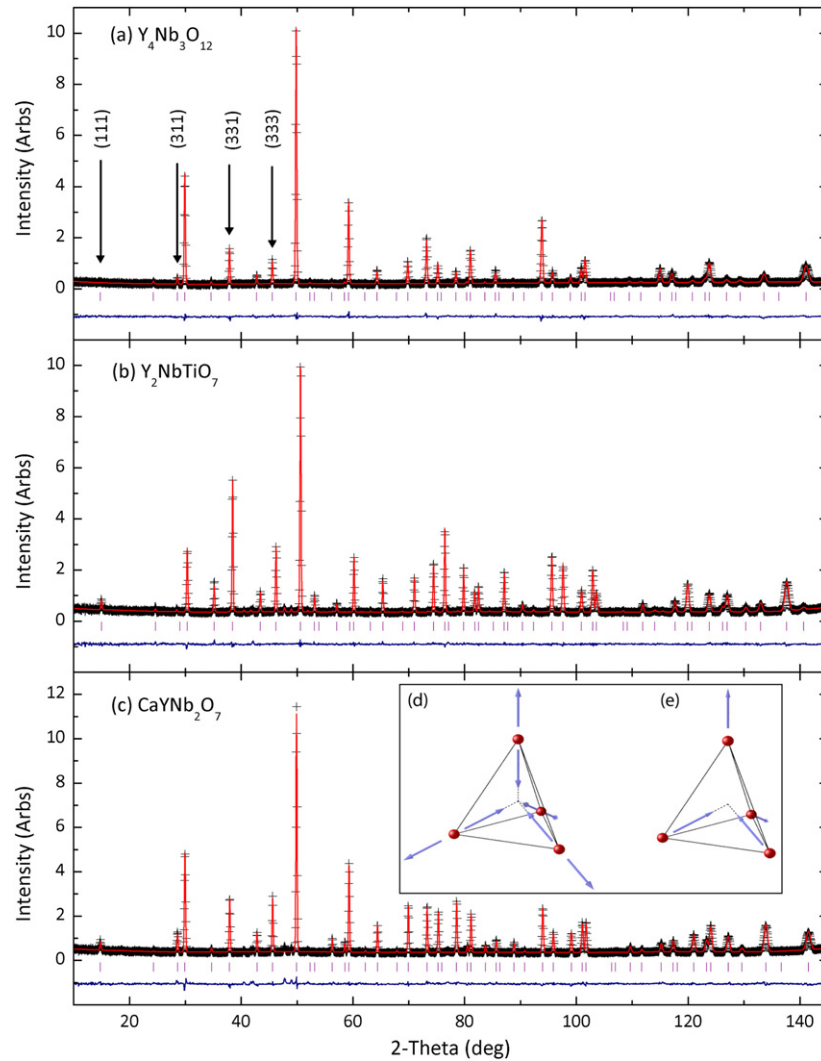 (a) Y4Nb3O12
(111)
(311)
(331)
(333)
Intensity (Arbs)
10
8
6
4
2
0
(b) Y2NbTiO7
Intensity (Arbs)
10
8
6
4
2
0
(c) CaYNb2O7
(d)
(e)
Intensity (Arbs)
12
10
8
6
4
2
0
20 40 60 80 100 120 140
2-Theta (deg)